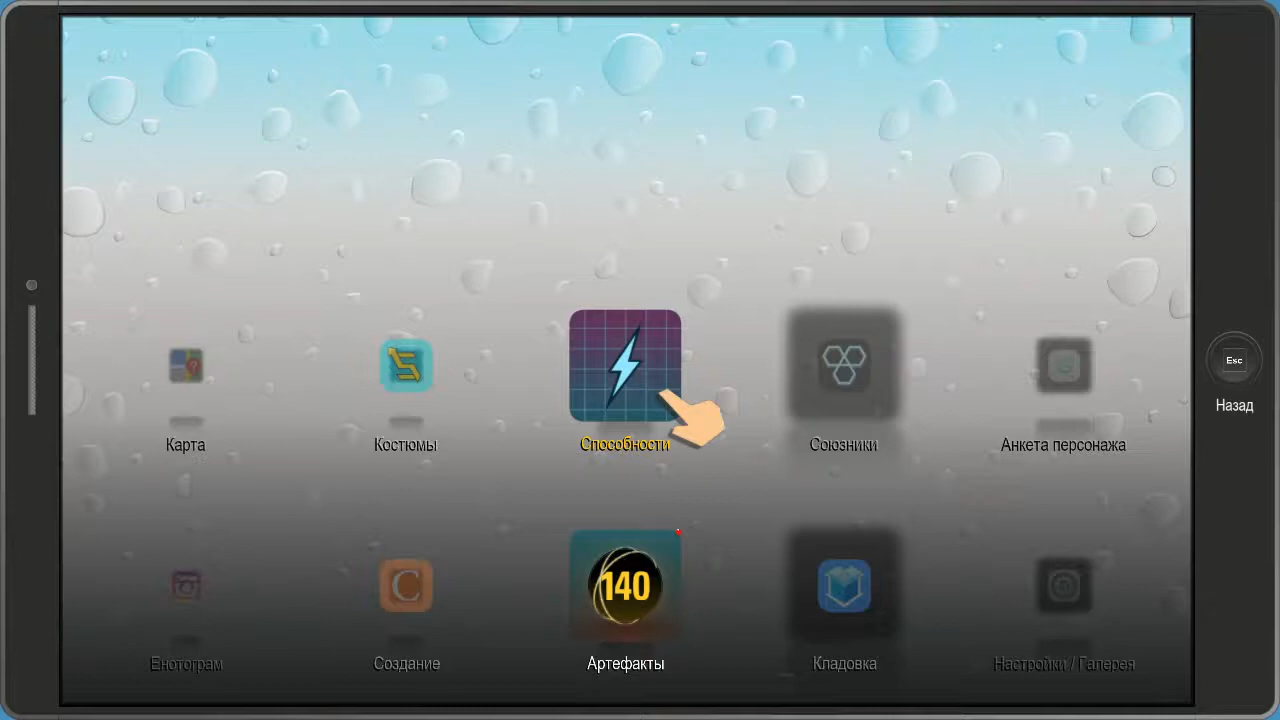 Esc
Назад
Карта
Костюмы
Способности
Союзники
Анкета персонажа
140
Енотограм
Создание
Артефакты
Кладовка
Настройки / Галерея